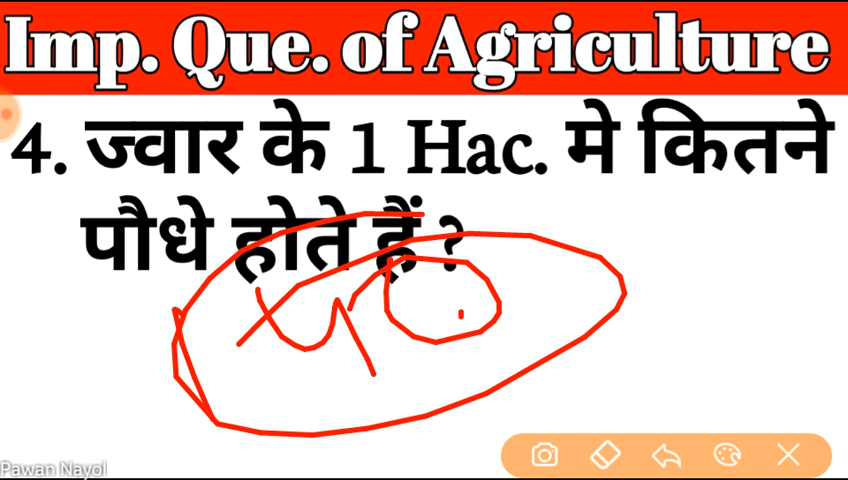 Imp. Que. of Agriculture
4. ज्वार के 1 Hac. मे कितने
पौधे होते हैं ?
Pawan Nayol